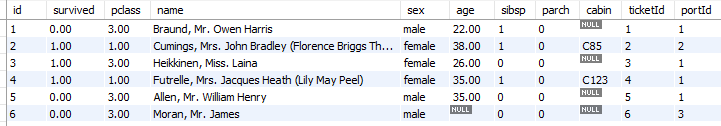 id survived pclass name sex age sibsp parch cabin ticketId portId
1 0.00 3.00 Braund, Mr. Owen Harris male 22.00 1 0 NULL 1 1
2 1.00 1.00 Cumings, Mrs. John Bradley (Florence Briggs Th... female 38.00 1 0 C85 2 2
3 1.00 3.00 Heikkinen, Miss. Laina female 26.00 0 0 NULL 3 1
4 1.00 1.00 Futrelle, Mrs. Jacques Heath (Lily May Peel) female 35.00 1 0 C123 4 1
5 0.00 3.00 Allen, Mr. William Henry male 35.00 0 0 NULL 5 1
6 0.00 3.00 Moran, Mr. James male NULL 0 0 NULL 6 3